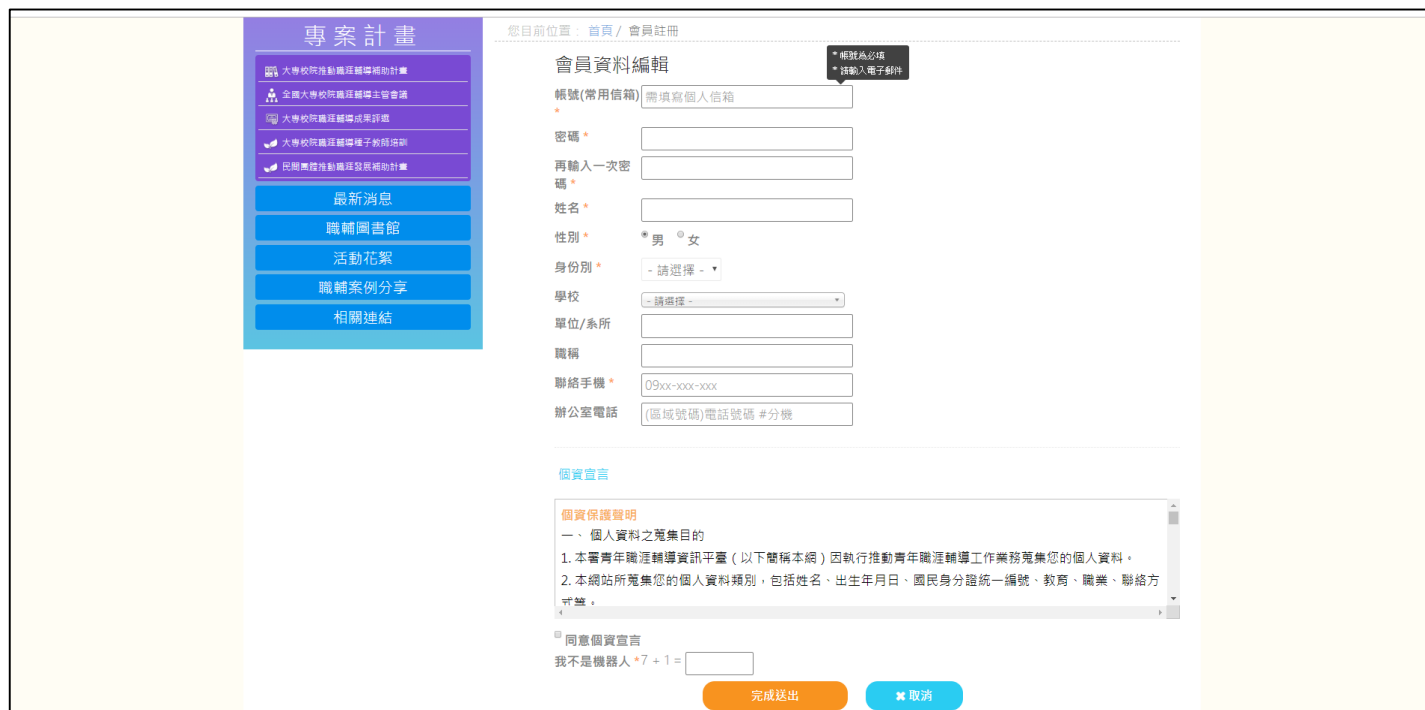 專案計畫
大專校院推動職涯輔導補助計畫
全國大專校院職涯輔導主管會議
大專校院職涯輔導成果評選
大專校院職涯輔導種子教師培訓
民間團體推動職涯發展補助計畫
最新消息
職輔圖書館
活動花絮
職輔案例分享
相關連結
您目前位置： 首頁 / 會員註冊
會員資料編輯
* 帳號為必填
* 請輸入電子郵件
帳號(常用信箱) 需填寫個人信箱
*
密碼 *
再輸入一次密
碼 *
姓名 *
性別 * 男 女
身份別 * - 請選擇 -
學校 - 請選擇 -
單位/系所
職稱
聯絡手機 * 09xx-xxx-xxx
辦公室電話 (區域號碼)電話號碼 #分機
個資宣言
個資保護聲明
一、 個人資料之蒐集目的
1. 本署青年職涯輔導資訊平臺（以下簡稱本網）因執行推動青年職涯輔導工作業務蒐集您的個人資料。
2. 本網站所蒐集您的個人資料類別，包括姓名、出生年月日、國民身分證統一編號、教育、職業、聯絡方
式等。
同意個資宣言
我不是機器人 *7 + 1 =
完成送出
✖ 取消